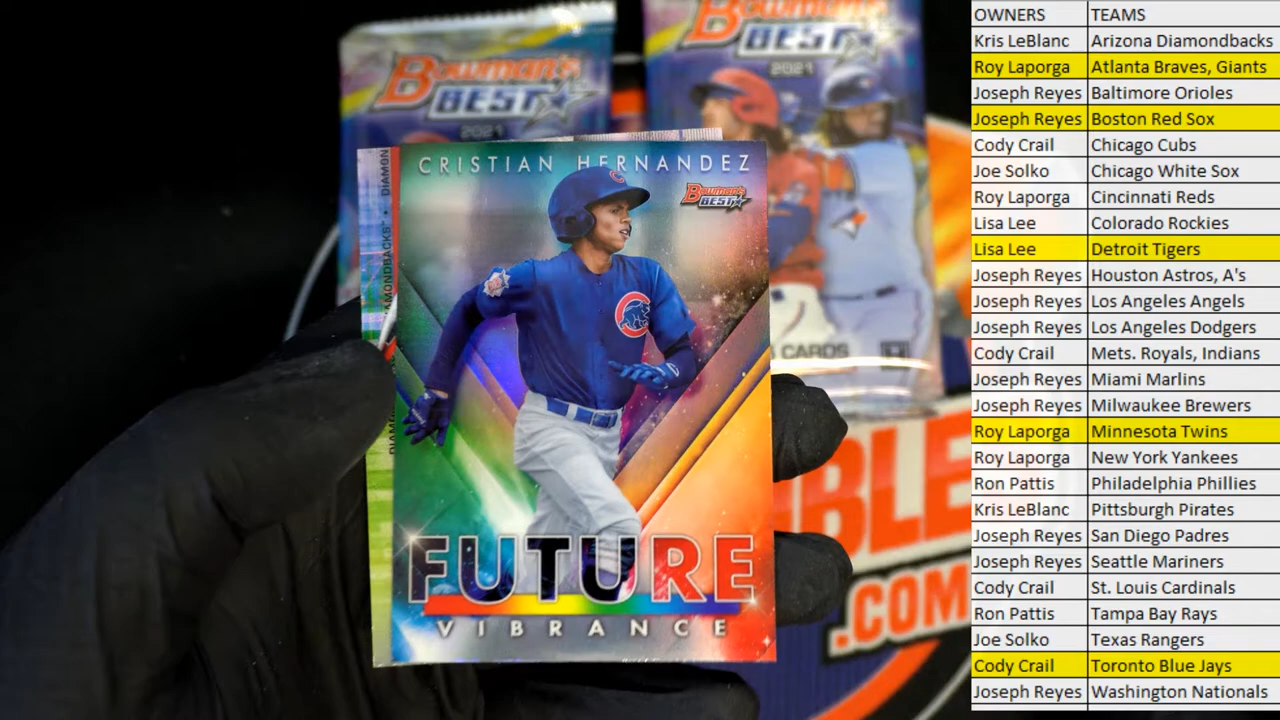 Bowman's
BEST
2021
Bowman's
BEST
2021
CRISTIAN HERNANDEZ
Bowman's
BEST
C
FUTURE
VIBRANCE
DIAMON
AMONDBACKS • DIAMON
CARDS
BLE
.COM
OWNERS TEAMS
Kris LeBlanc Arizona Diamondbacks
Roy Laporga Atlanta Braves, Giants
Joseph Reyes Baltimore Orioles
Joseph Reyes Boston Red Sox
Cody Crail Chicago Cubs
Joe Solko Chicago White Sox
Roy Laporga Cincinnati Reds
Lisa Lee Colorado Rockies
Lisa Lee Detroit Tigers
Joseph Reyes Houston Astros, A's
Joseph Reyes Los Angeles Angels
Joseph Reyes Los Angeles Dodgers
Cody Crail Mets. Royals, Indians
Joseph Reyes Miami Marlins
Joseph Reyes Milwaukee Brewers
Roy Laporga Minnesota Twins
Roy Laporga New York Yankees
Ron Pattis Philadelphia Phillies
Kris LeBlanc Pittsburgh Pirates
Joseph Reyes San Diego Padres
Joseph Reyes Seattle Mariners
Cody Crail St. Louis Cardinals
Ron Pattis Tampa Bay Rays
Joe Solko Texas Rangers
Cody Crail Toronto Blue Jays
Joseph Reyes Washington Nationals